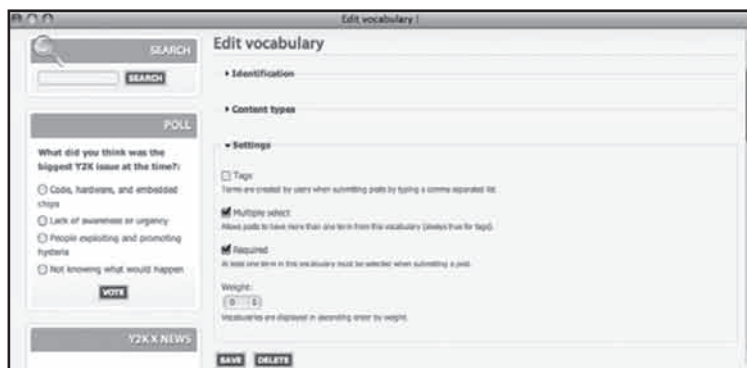 Edit vocabulary |
SEARCH
SEARCH
POLL
What did you think was the
biggest Y2K issue at the time?:
Code, hardware, and embedded
chips
Lack of awareness or urgency
People exploiting and promoting
hysteria
Not knowing what would happen
VOTE
Y2KX NEWS
Edit vocabulary
Identification
Content types
Settings
Tags
Terms are created by users when submitting posts by typing a comma separated list.
Multiple select
Allows posts to have more than one term from this vocabulary (always true for tags).
Required
At least one term in this vocabulary must be selected when submitting a post.
Weight:
0
Vocabularies are displayed in ascending order by weight.
SAVE DELETE